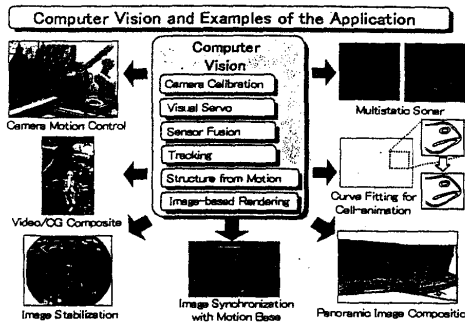 Computer Vision and Examples of the Application
Computer
Vision
Camera Calibration
Visual Servo
Sensor Fusion
Tracking
Structure from Motion
Image-based Rendering
Camera Motion Control
Multistatic Sonar
Video/CG Composite
Curve Fitting for
Cell-animation
Image Stabilization
Image Synchronization
with Motion Base
Panoramic Image Composition